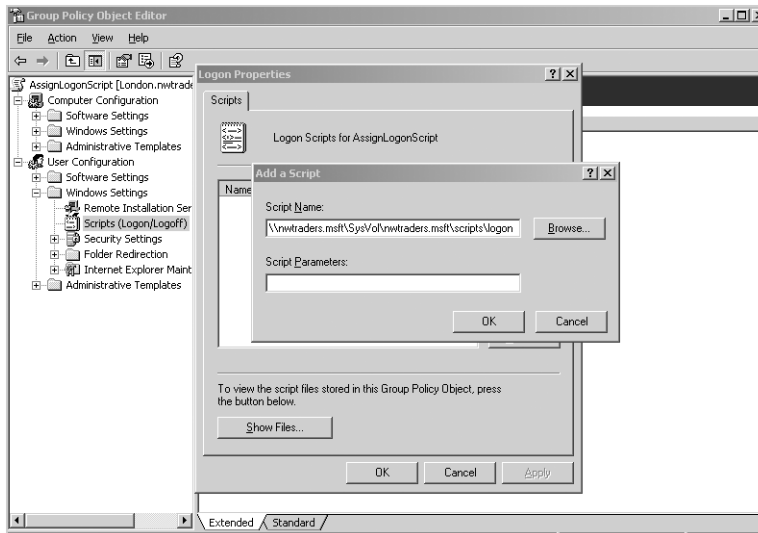 Group Policy Object Editor
File Action View Help
AssignLogonScript [London.nwtrade
Computer Configuration
Software Settings
Windows Settings
Administrative Templates
User Configuration
Software Settings
Windows Settings
Remote Installation Ser
Scripts (Logon/Logoff)
Security Settings
Folder Redirection
Internet Explorer Maint
Administrative Templates
Logon Properties
Scripts
Logon Scripts for AssignLogonScript
Name
Add a Script
Script Name:
\\nwtraders.msft\SysVol\nwtraders.msft\scripts\logon
Browse...
Script Parameters:
OK Cancel
To view the script files stored in this Group Policy Object, press
the button below.
Show Files...
OK Cancel Apply
Extended Standard